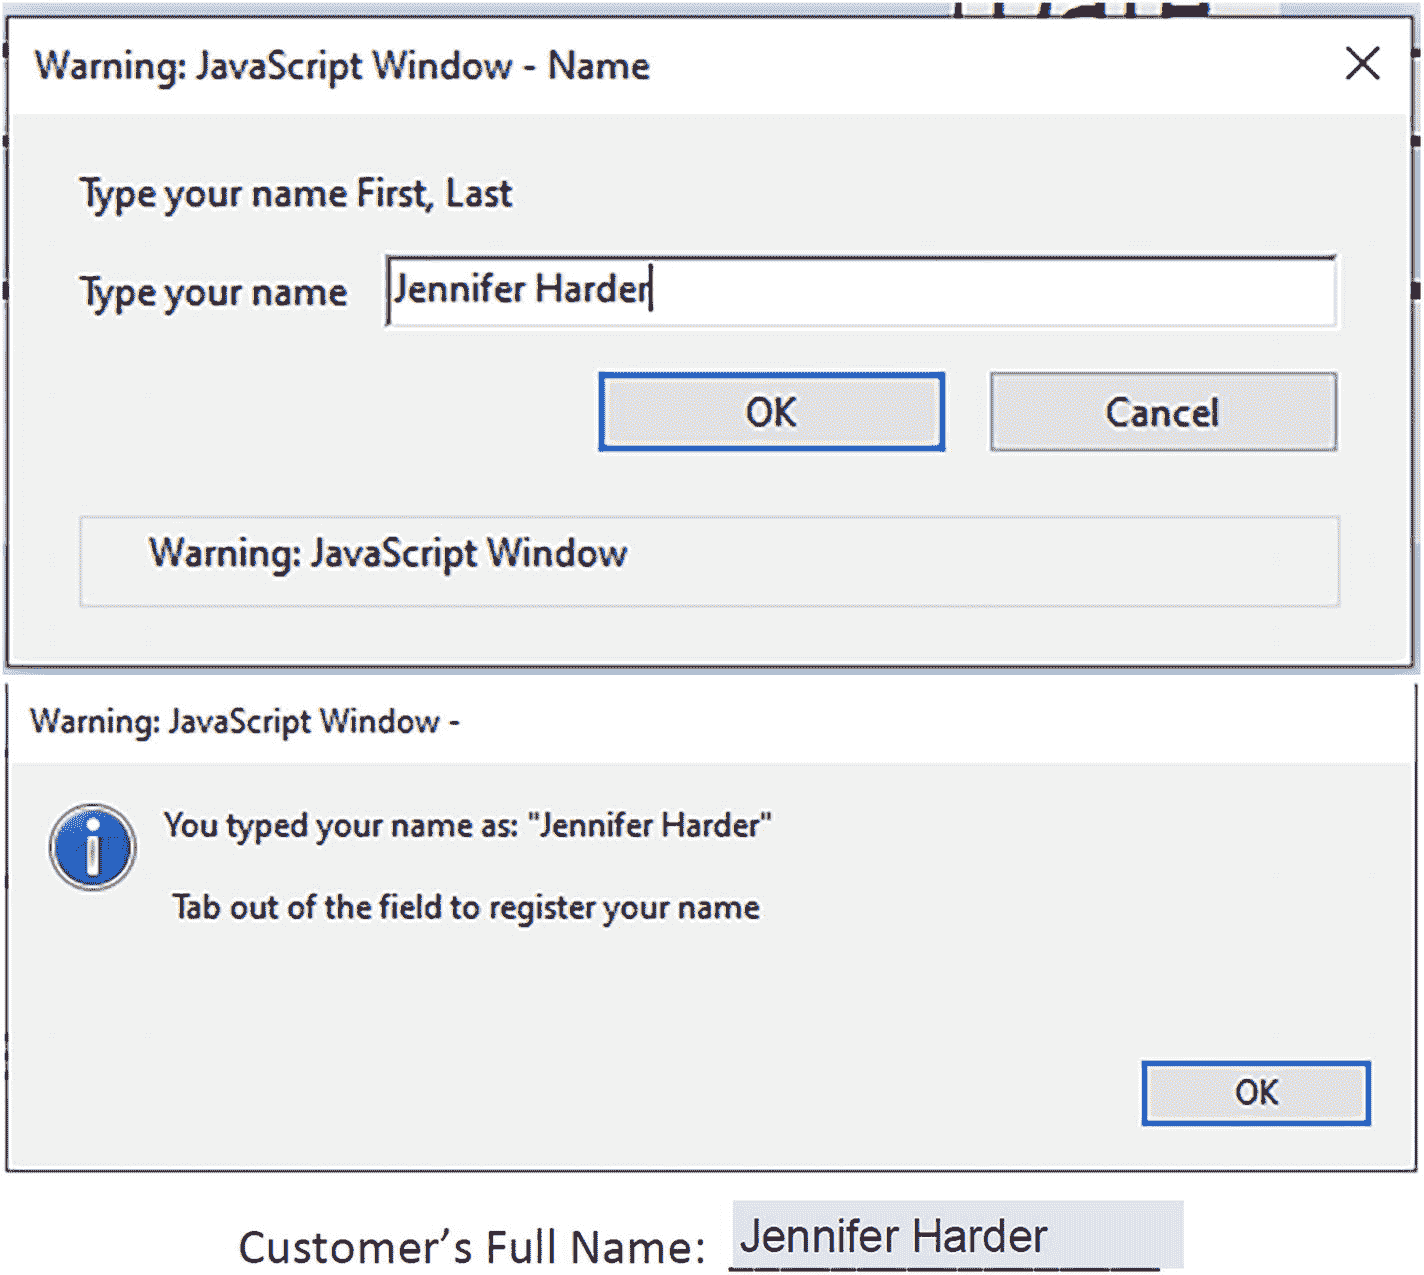 Warning: JavaScript Window - Name
Type your name First, Last
Type your name Jennifer Harder
OK Cancel
Warning: JavaScript Window
Warning: JavaScript Window -
You typed your name as: "Jennifer Harder"
Tab out of the field to register your name
OK
Customer’s Full Name: Jennifer Harder